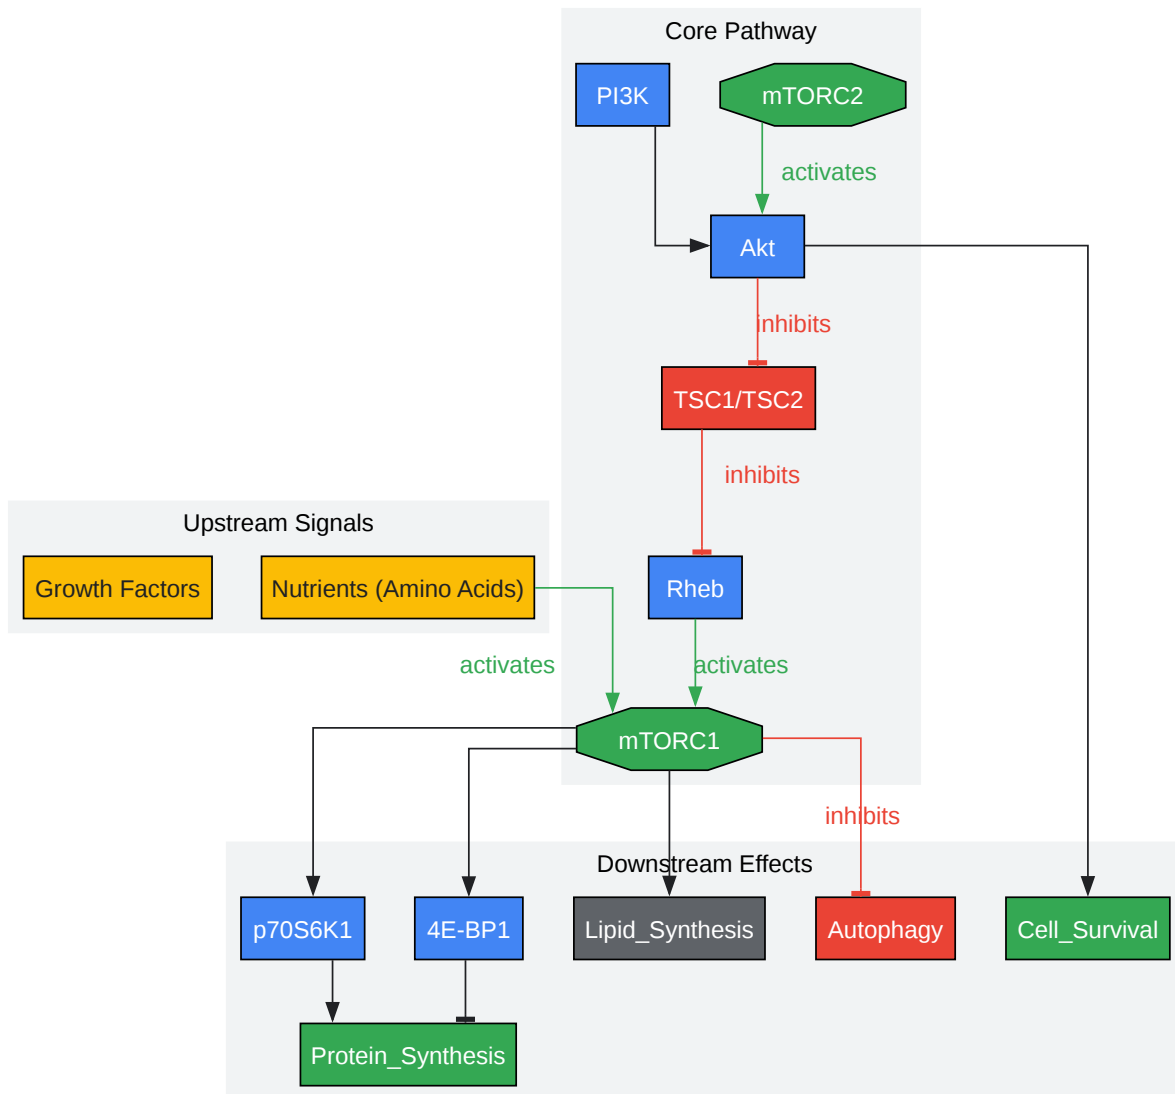 Core Pathway
PI3K
mTORC2
activates
Akt
inhibits
TSC1/TSC2
inhibits
Upstream Signals
Growth Factors
Nutrients (Amino Acids)
Rheb
activates
activates
mTORC1
inhibits
Downstream Effects
p70S6K1
4E-BP1
Lipid_Synthesis
Autophagy
Cell_Survival
Protein_Synthesis